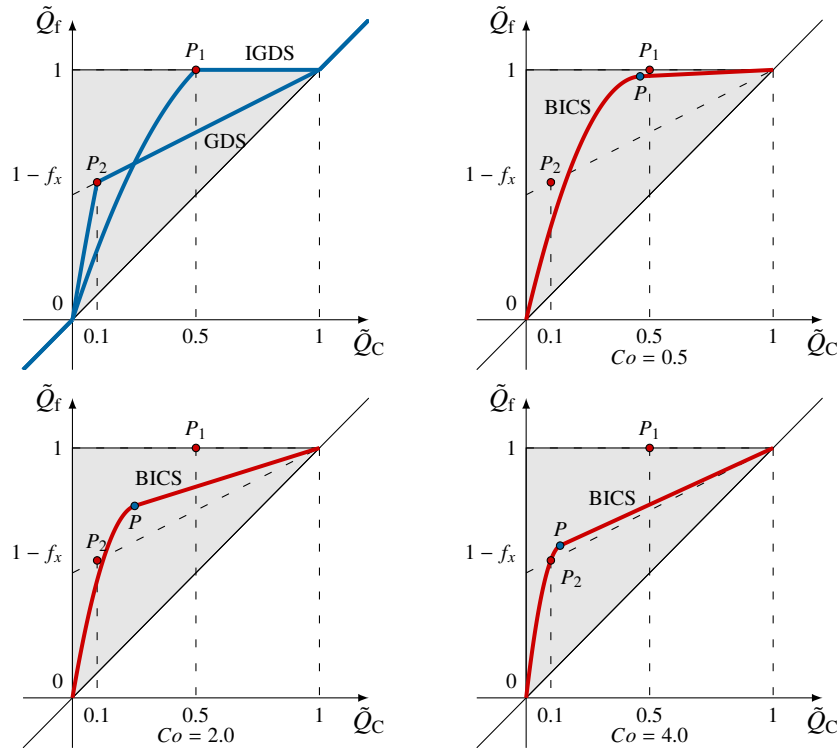 Q̃f Q̃f
P1 IGDS P1
1 1
P
BICS
GDS
P2 P2
1 − fx 1 − fx
0 0
0.1 0.5 1 Q̃C 0.1 0.5 1 Q̃C
Co = 0.5
Q̃f Q̃f
P1 P1
1 1
BICS BICS
P P
P2
1 − fx 1 − fx
P2
0 0
0.1 0.5 1 Q̃C 0.1 0.5 1 Q̃C
Co = 2.0 Co = 4.0